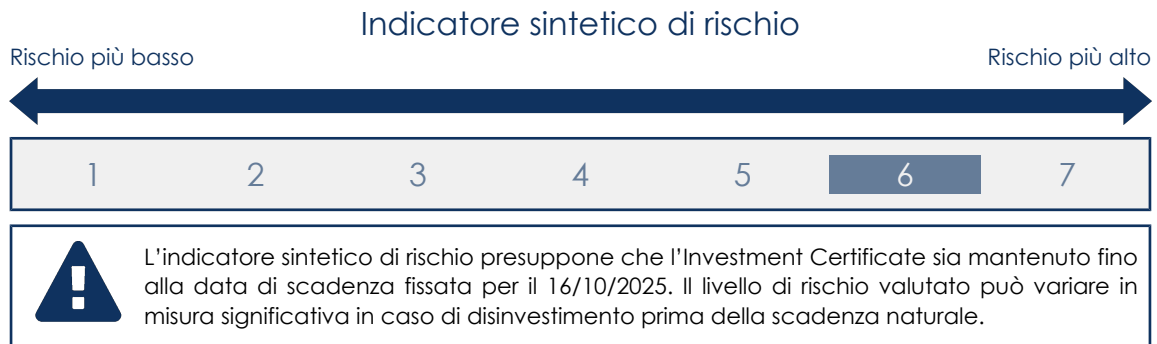 Indicatore sintetico di rischio
Rischio più basso
Rischio più alto
1 2 3 4 5 6 7
L'indicatore sintetico di rischio presuppone che l'Investment Certificate sia mantenuto fino
alla data di scadenza fissata per il 16/10/2025. Il livello di rischio valutato può variare in
misura significativa in caso di disinvestimento prima della scadenza naturale.